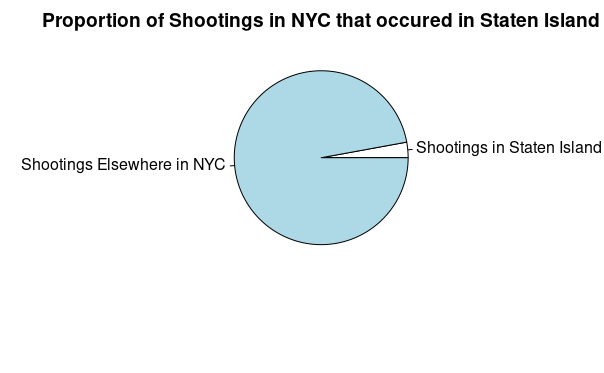 Proportion of Shootings in NYC that occured in Staten Island
Shootings in Staten Island
Shootings Elsewhere in NYC